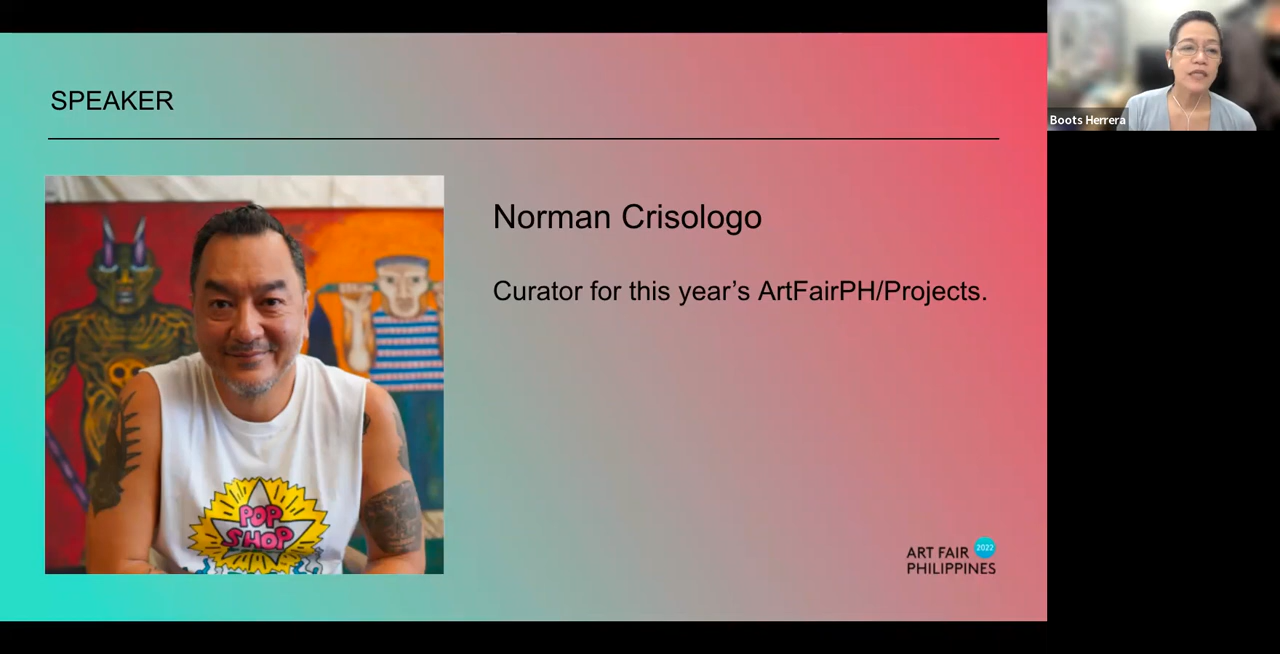 SPEAKER
Norman Crisologo
Curator for this year’s ArtFairPH/Projects.
POP
SHOP
ART FAIR 2022
PHILIPPINES
Boots Herrera